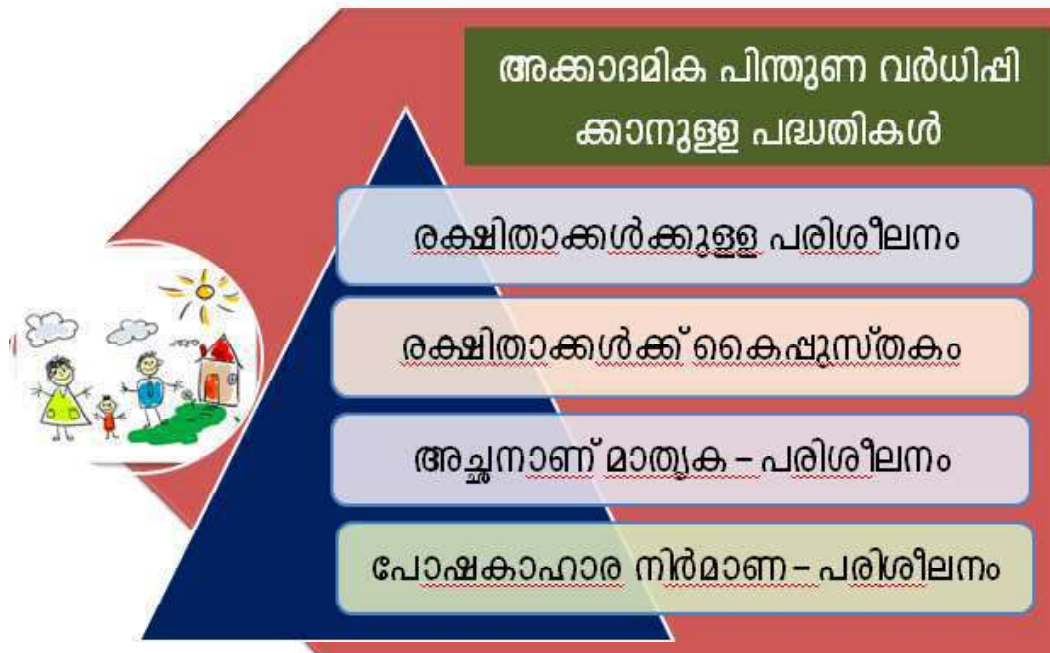 അക്കാദമിക പിന്തുണ വർധിപ്പി
ക്കാനുള്ള പദ്ധതികൾ
രക്ഷിതാക്കൾക്കുള്ള പരിശീലനം
രക്ഷിതാക്കൾക്ക് കൈപ്പുസ്തകം
അച്ഛനാണ് മാതൃക – പരിശീലനം
പോഷകാഹാര നിർമാണ – പരിശീലനം